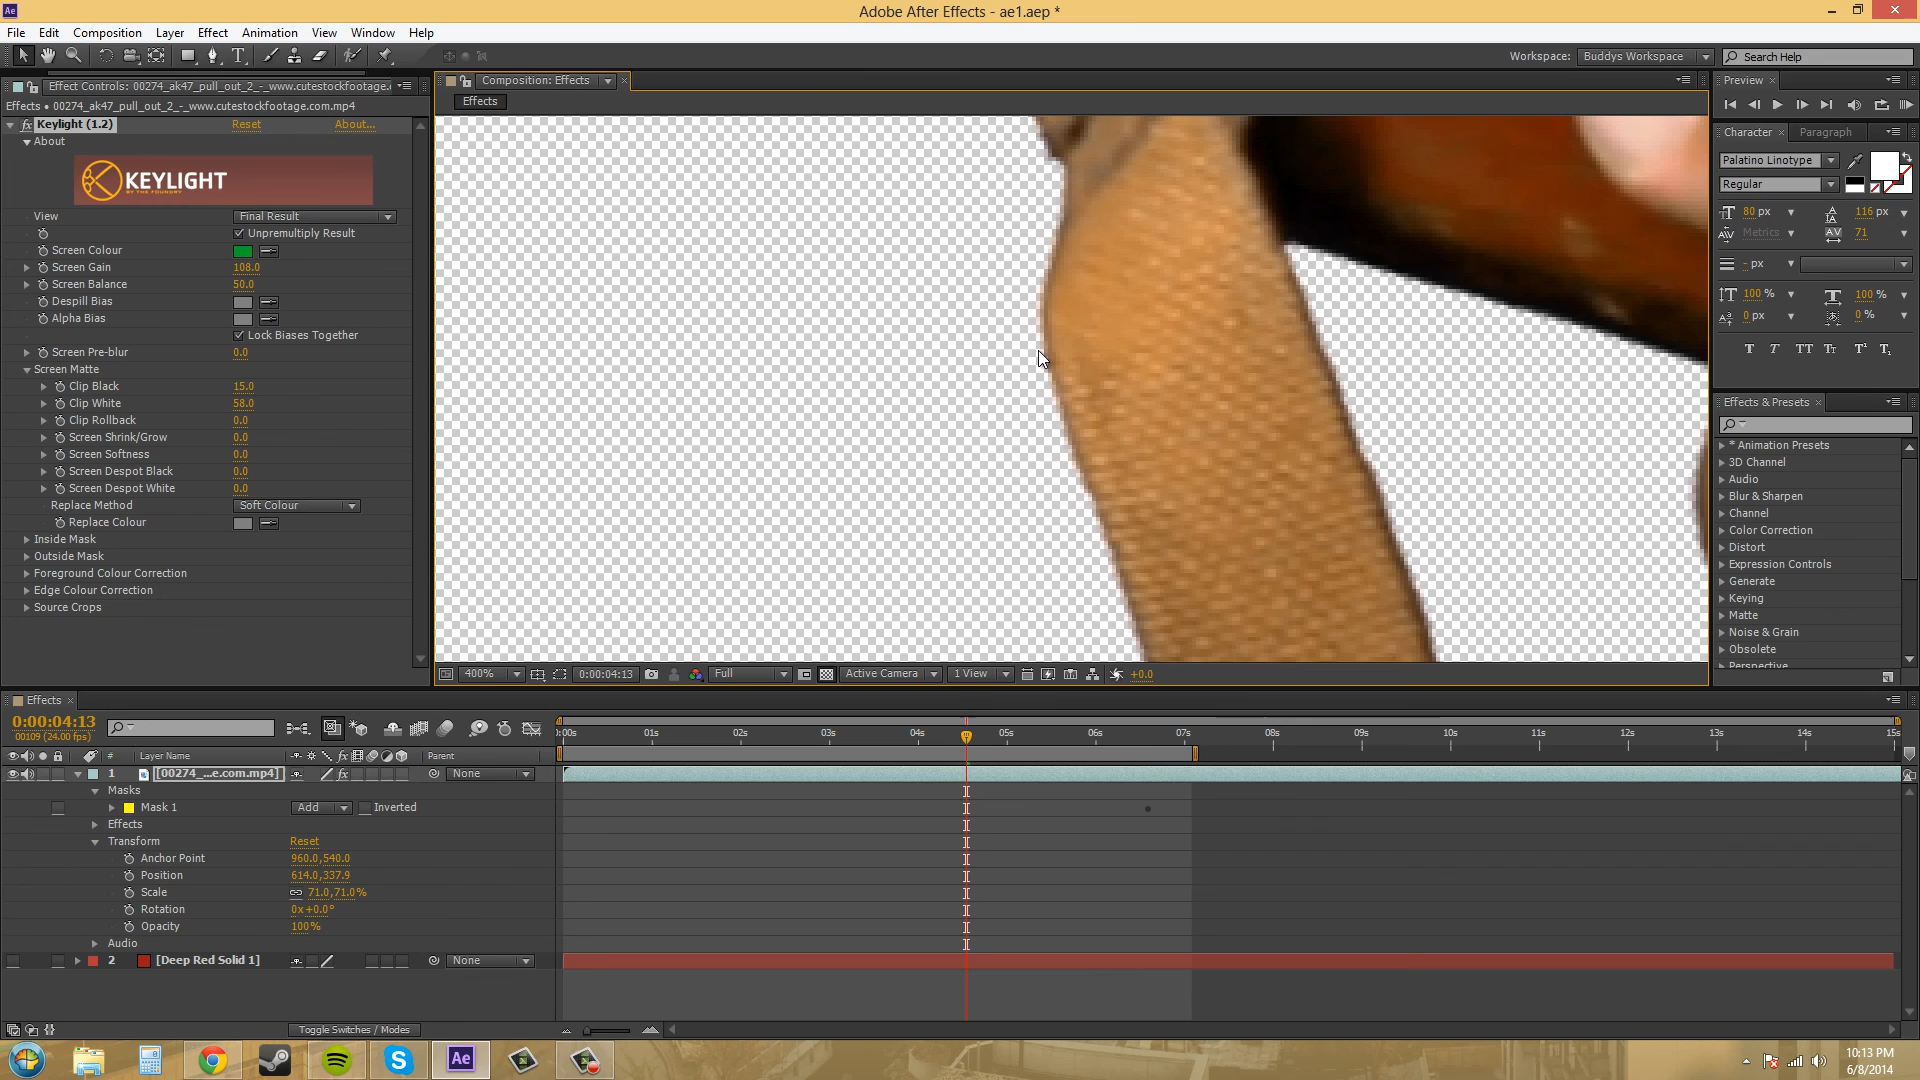 Adobe After Effects - ae1.aep *
File Edit Composition Layer Effect Animation View Window Help
Workspace: Buddys Workspace Search Help
Effect Controls: 00274_ak47_pull_out_2_-_www.cutestockfootage.
Effects • 00274_ak47_pull_out_2_-_www.cutestockfootage.com.mp4
fx Keylight (1.2) Reset About...
About
KEYLIGHT
BY THE FOUNDRY
View Final Result
Unpremultiply Result
Screen Colour
Screen Gain 108.0
Screen Balance 50.0
Despill Bias
Alpha Bias
Lock Biases Together
Screen Pre-blur 0.0
Screen Matte
Clip Black 15.0
Clip White 58.0
Clip Rollback 0.0
Screen Shrink/Grow 0.0
Screen Softness 0.0
Screen Despot Black 0.0
Screen Despot White 0.0
Replace Method Soft Colour
Replace Colour
Inside Mask
Outside Mask
Foreground Colour Correction
Edge Colour Correction
Source Crops
Composition: Effects
Effects
400% 0:00:04:13 Full Active Camera 1 View +0.0
Preview
Character Paragraph
Palatino Linotype
Regular
80 px 116 px
Metrics 71
- px
100 % 100 %
0 px 0 %
T T TT Tr T¹ T₁
Effects & Presets
* Animation Presets
3D Channel
Audio
Blur & Sharpen
Channel
Color Correction
Distort
Expression Controls
Generate
Keying
Matte
Noise & Grain
Obsolete
Perspective
Effects
0:00:04:13
00109 (24.00 fps)
:00s 01s 02s 03s 04s 05s 06s 07s 08s 09s 10s 11s 12s 13s 14s 15s
# Layer Name fx Parent
1 [00274_...e.com.mp4] fx None
Masks
Mask 1 Add Inverted
Effects
Transform Reset
Anchor Point 960.0,540.0
Position 614.0,337.9
Scale 71.0,71.0%
Rotation 0x+0.0°
Opacity 100%
Audio
2 [Deep Red Solid 1] None
Toggle Switches / Modes
Ae
10:13 PM
6/8/2014